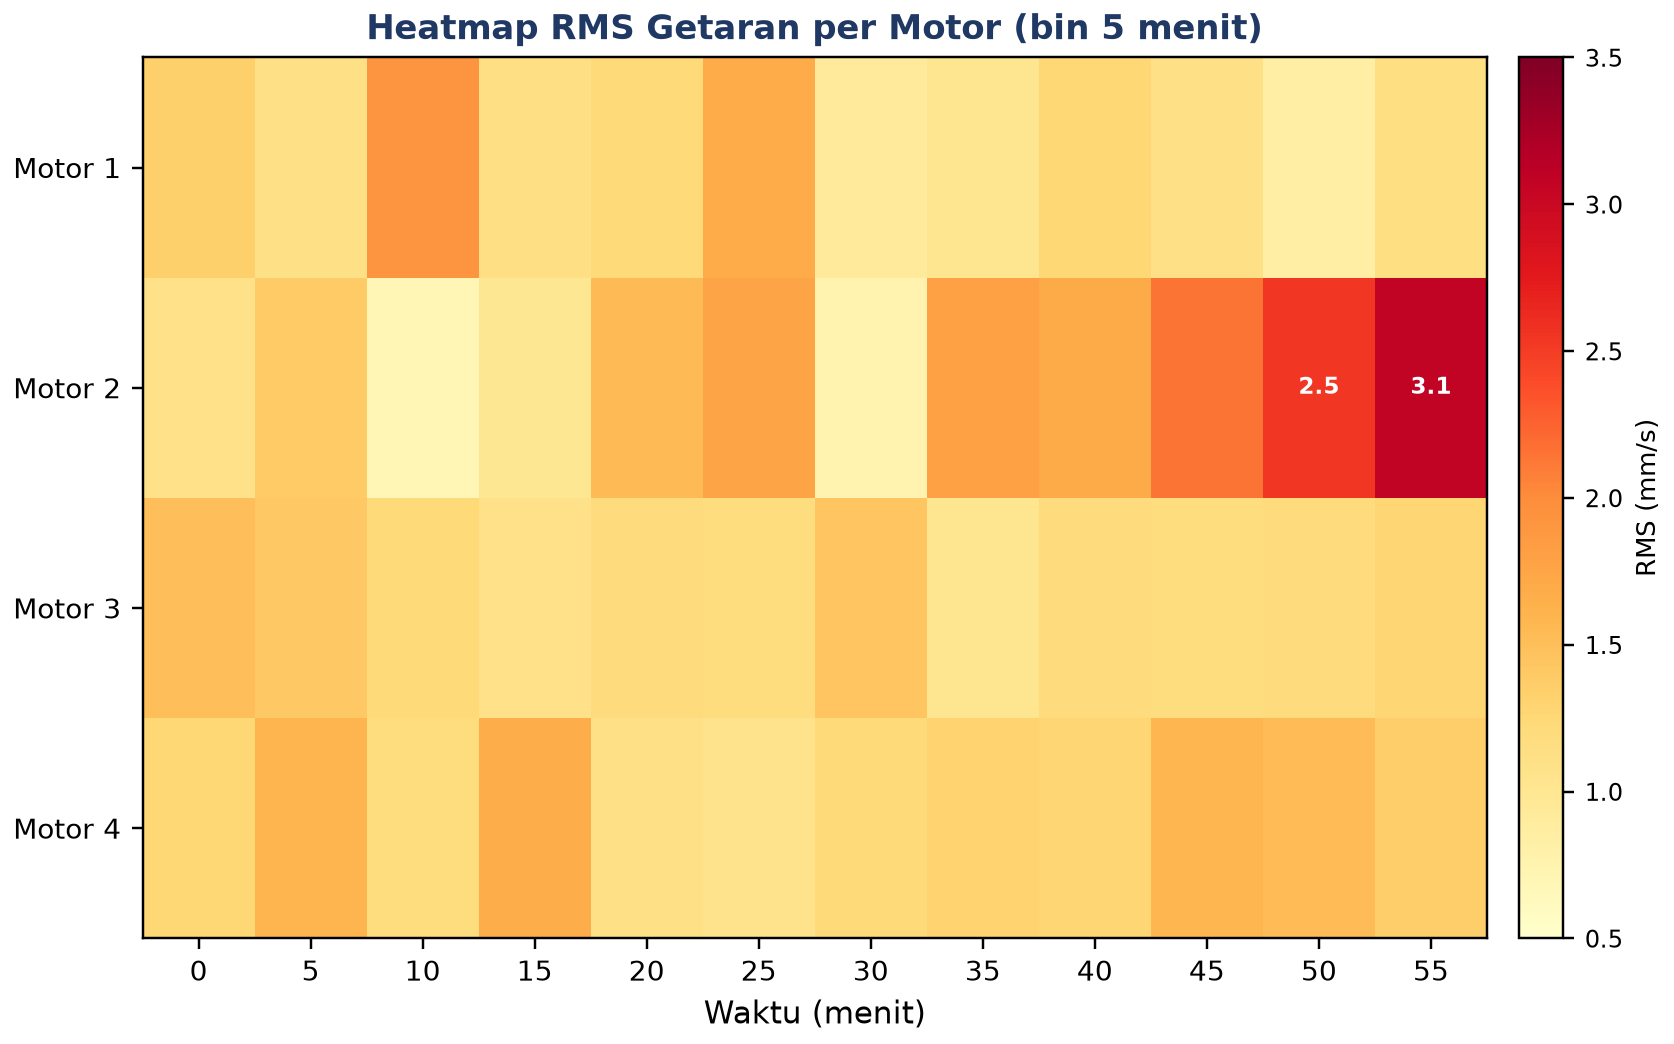 Heatmap RMS Getaran per Motor (bin 5 menit)
Motor 1
Motor 2
Motor 3
Motor 4
2.5
3.1
0 5 10 15 20 25 30 35 40 45 50 55
Waktu (menit)
3.5
3.0
2.5
2.0
1.5
1.0
0.5
RMS (mm/s)